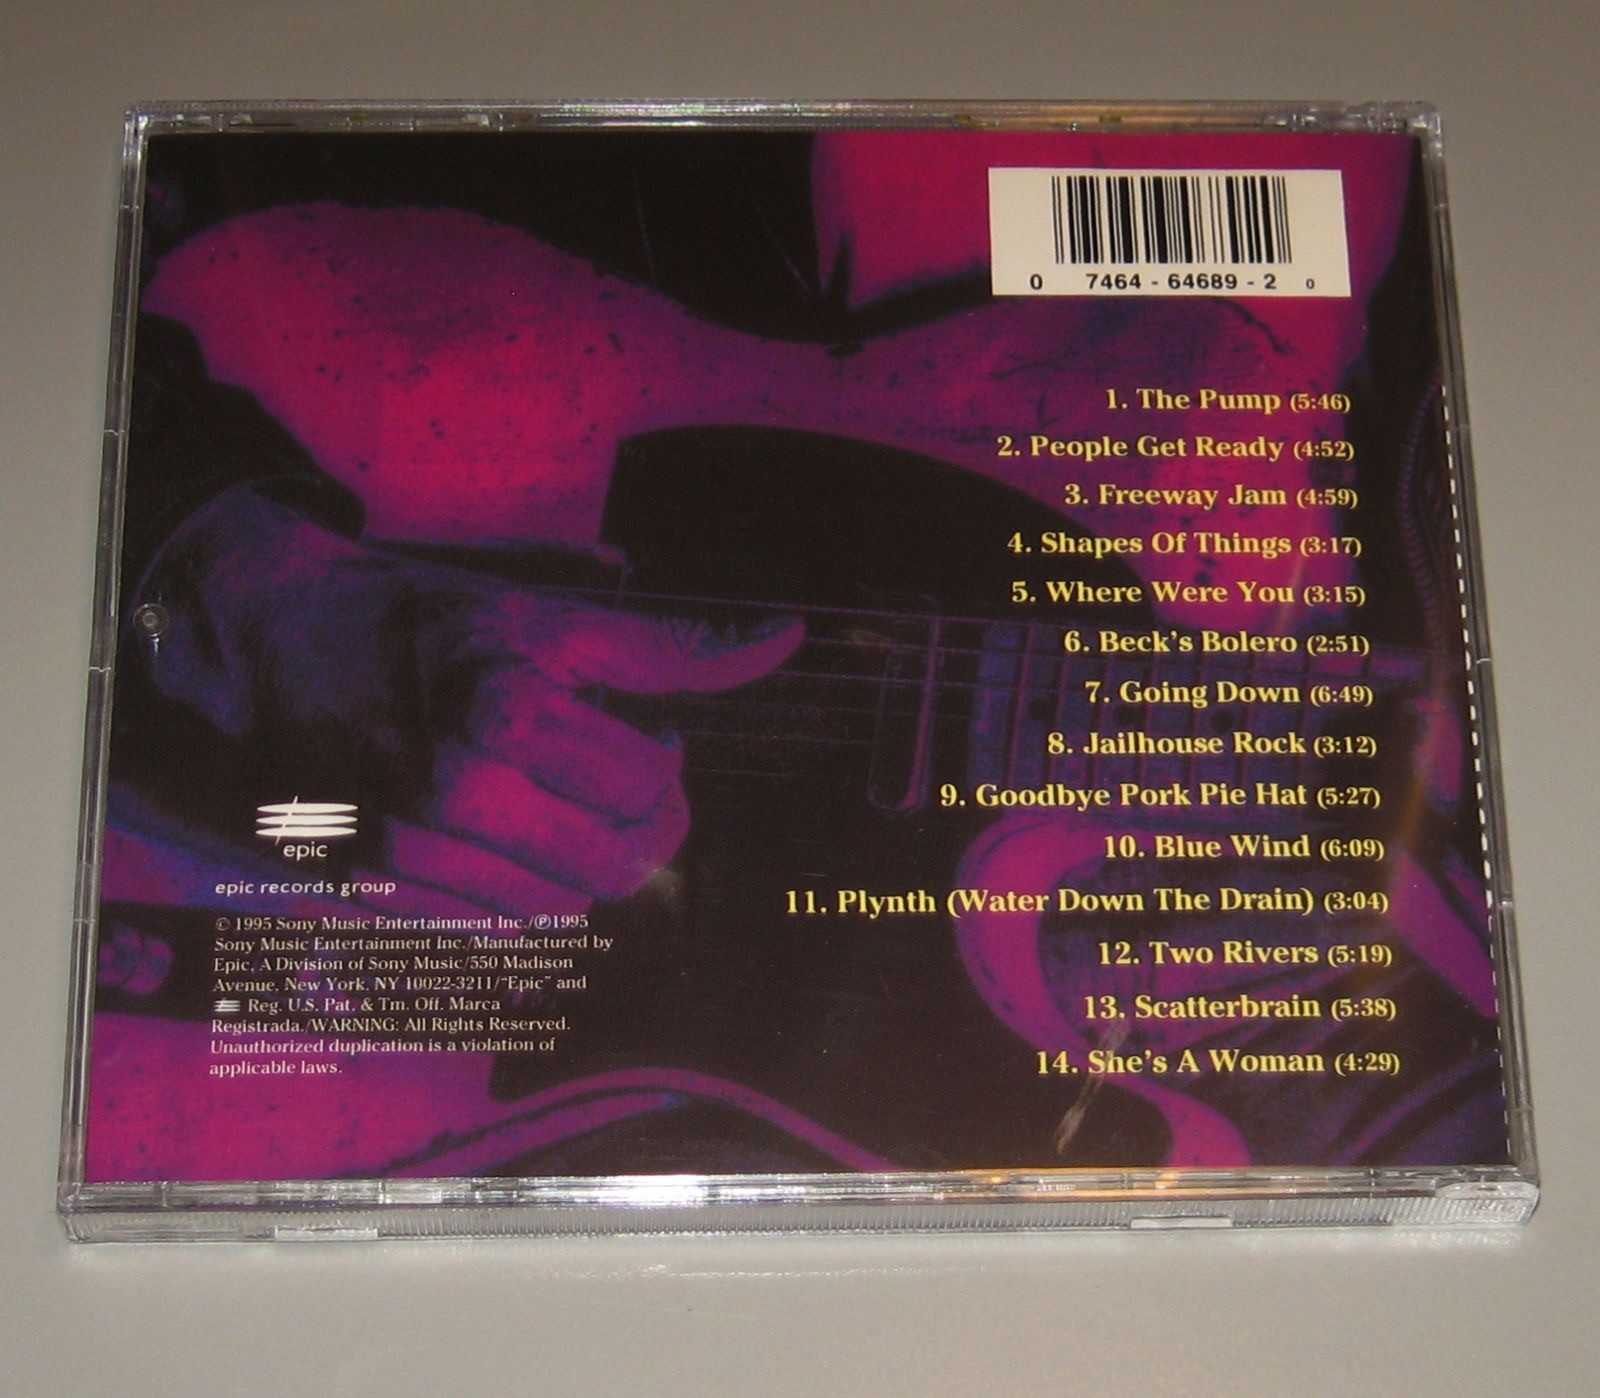 0 7464 - 64689 - 2 0
1. The Pump (5:46)
2. People Get Ready (4:52)
3. Freeway Jam (4:59)
4. Shapes Of Things (3:17)
5. Where Were You (3:15)
6. Beck's Bolero (2:51)
7. Going Down (6:49)
8. Jailhouse Rock (3:12)
9. Goodbye Pork Pie Hat (5:27)
10. Blue Wind (6:09)
11. Plynth (Water Down The Drain) (3:04)
12. Two Rivers (5:19)
13. Scatterbrain (5:38)
14. She's A Woman (4:29)
epic
epic records group
© 1995 Sony Music Entertainment Inc./℗1995
Sony Music Entertainment Inc./Manufactured by
Epic, A Division of Sony Music/550 Madison
Avenue, New York, NY 10022-3211/"Epic" and
Reg. U.S. Pat. & Tm. Off. Marca
Registrada./WARNING: All Rights Reserved.
Unauthorized duplication is a violation of
applicable laws.